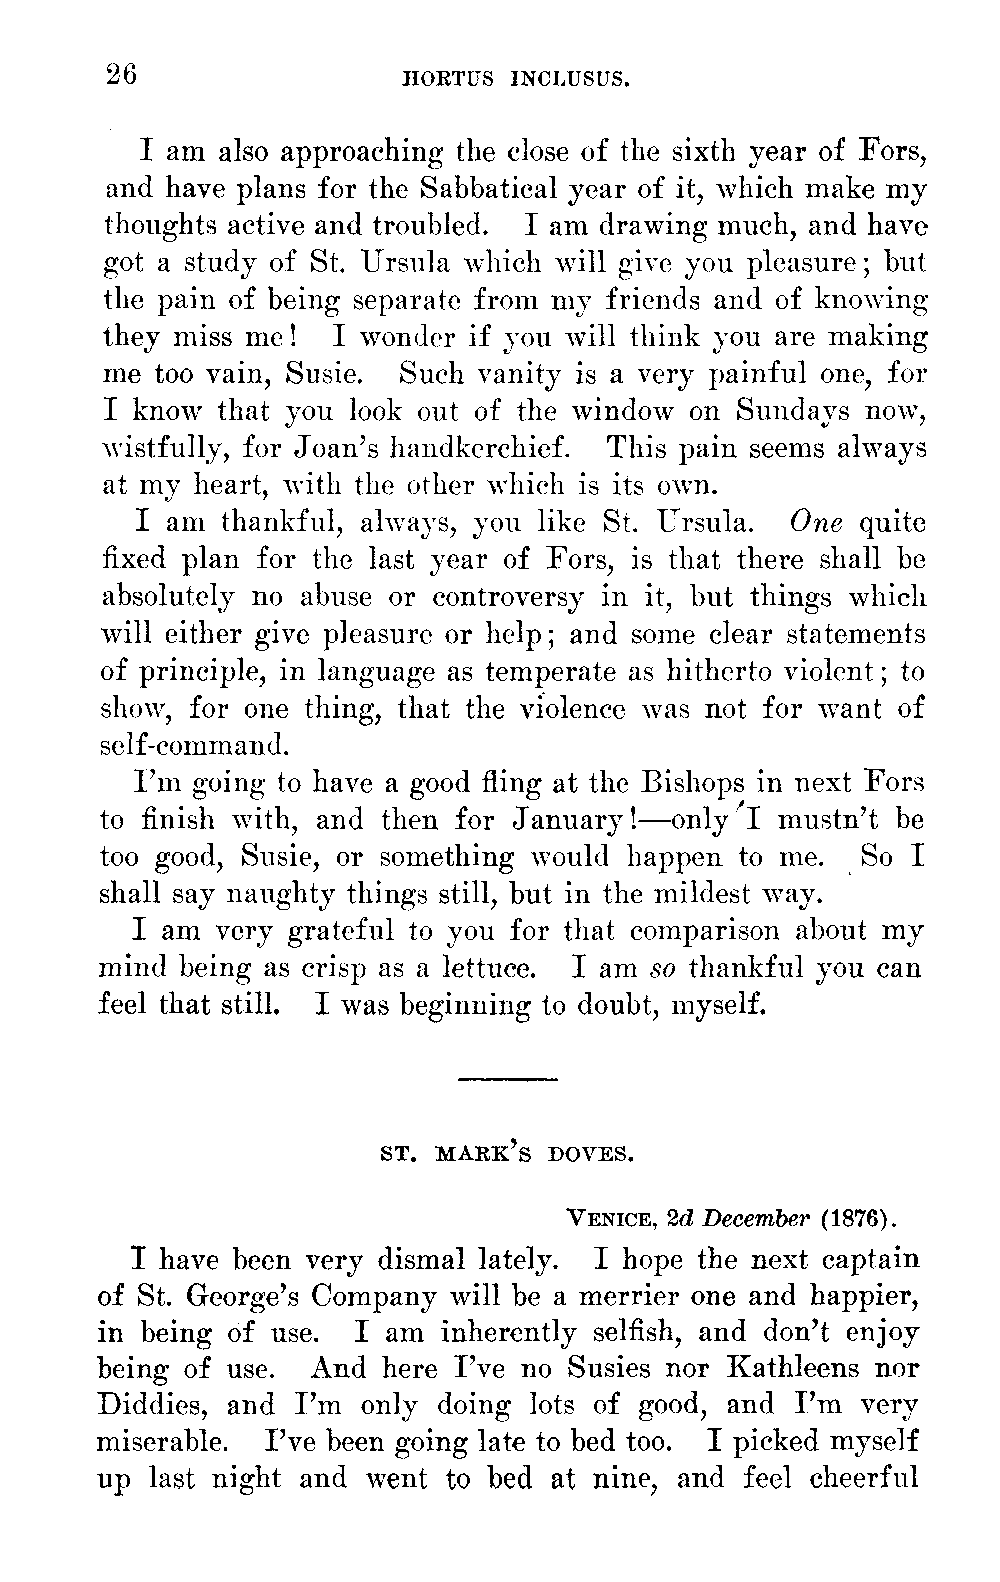 26 HORTUS INCLUSUS.
I am also approaching the close of the sixth year of Fors,
and have plans for the Sabbatical year of it, which make my
thoughts active and troubled. I am drawing much, and have
got a study of St. Ursula which will give you pleasure; but
the pain of being separate from my friends and of knowing
they miss me! I wonder if you will think you are making
me too vain, Susie. Such vanity is a very painful one, for
I know that you look out of the window on Sundays now,
wistfully, for Joan's handkerchief. This pain seems always
at my heart, with the other which is its own.
I am thankful, always, you like St. Ursula. One quite
fixed plan for the last year of Fors, is that there shall be
absolutely no abuse or controversy in it, but things which
will either give pleasure or help; and some clear statements
of principle, in language as temperate as hitherto violent; to
show, for one thing, that the violence was not for want of
self-command.
I'm going to have a good fling at the Bishops in next Fors
to finish with, and then for January!—only I mustn't be
too good, Susie, or something would happen to me. So I
shall say naughty things still, but in the mildest way.
I am very grateful to you for that comparison about my
mind being as crisp as a lettuce. I am so thankful you can
feel that still. I was beginning to doubt, myself.
ST. MARK'S DOVES.
VENICE, 2d December (1876).
I have been very dismal lately. I hope the next captain
of St. George's Company will be a merrier one and happier,
in being of use. I am inherently selfish, and don't enjoy
being of use. And here I've no Susies nor Kathleens nor
Diddies, and I'm only doing lots of good, and I'm very
miserable. I've been going late to bed too. I picked myself
up last night and went to bed at nine, and feel cheerful